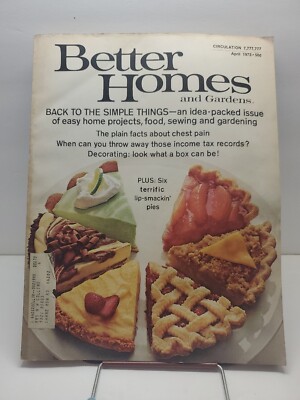 CIRCULATION 7,777,777
Better
April 1973 • 50¢
Homes
and Gardens.
BACK TO THE SIMPLE THINGS—an idea-packed issue
of easy home projects, food, sewing and gardening
The plain facts about chest pain
When can you throw away those income tax records?
Decorating: look what a box can be!
PLUS: Six
terrific
lip-smackin'
pies